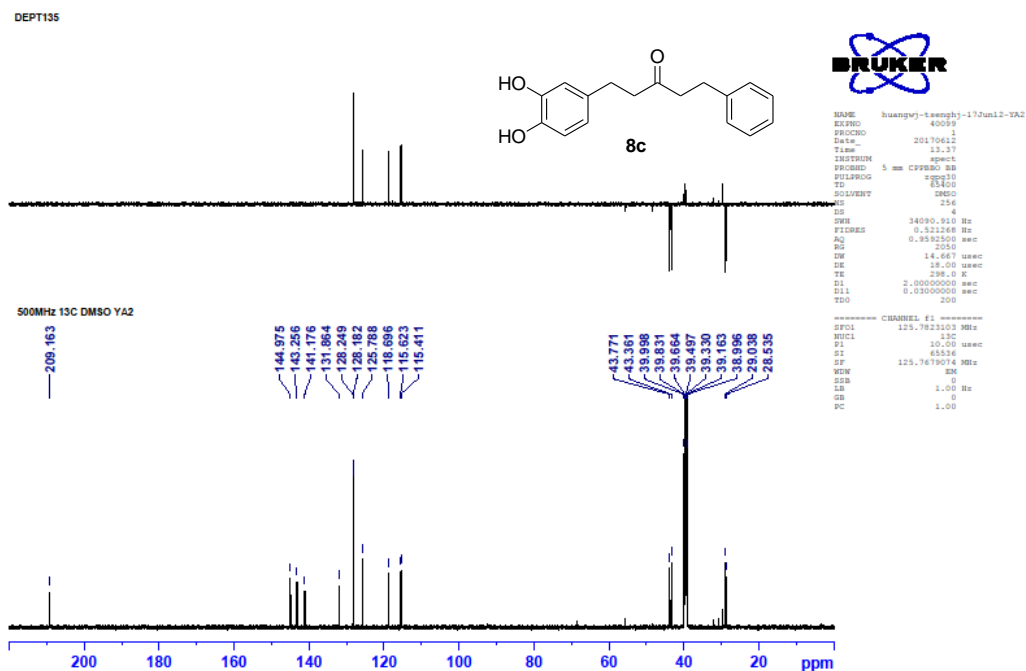 DEPT135
O
HO
HO
8c
BRUKER
NAME huangwj-tsenghj-17Jun12-YA2
EXPNO 40099
PROCNO 1
Date_ 20170612
Time 13.37
INSTRUM spect
PROBHD 5 mm CPPBBO BB
PULPROG zgpg30
TD 65400
SOLVENT DMSO
NS 256
DS 4
SWH 34090.910 Hz
FIDRES 0.521268 Hz
AQ 0.9592500 sec
RG 2050
DW 14.667 usec
DE 18.00 usec
TE 298.0 K
D1 2.00000000 sec
D11 0.03000000 sec
TD0 200
======== CHANNEL f1 ========
SFO1 125.7823103 MHz
NUC1 13C
P1 10.00 usec
SI 65536
SF 125.7679074 MHz
WDW EM
SSB 0
LB 1.00 Hz
GB 0
PC 1.00
500MHz 13C DMSO YA2
209.163
144.975
143.256
141.176
131.864
128.249
128.182
125.788
118.696
115.623
115.411
43.771
43.361
39.998
39.831
39.664
39.497
39.330
39.163
38.996
29.038
28.535
200 180 160 140 120 100 80 60 40 20 ppm